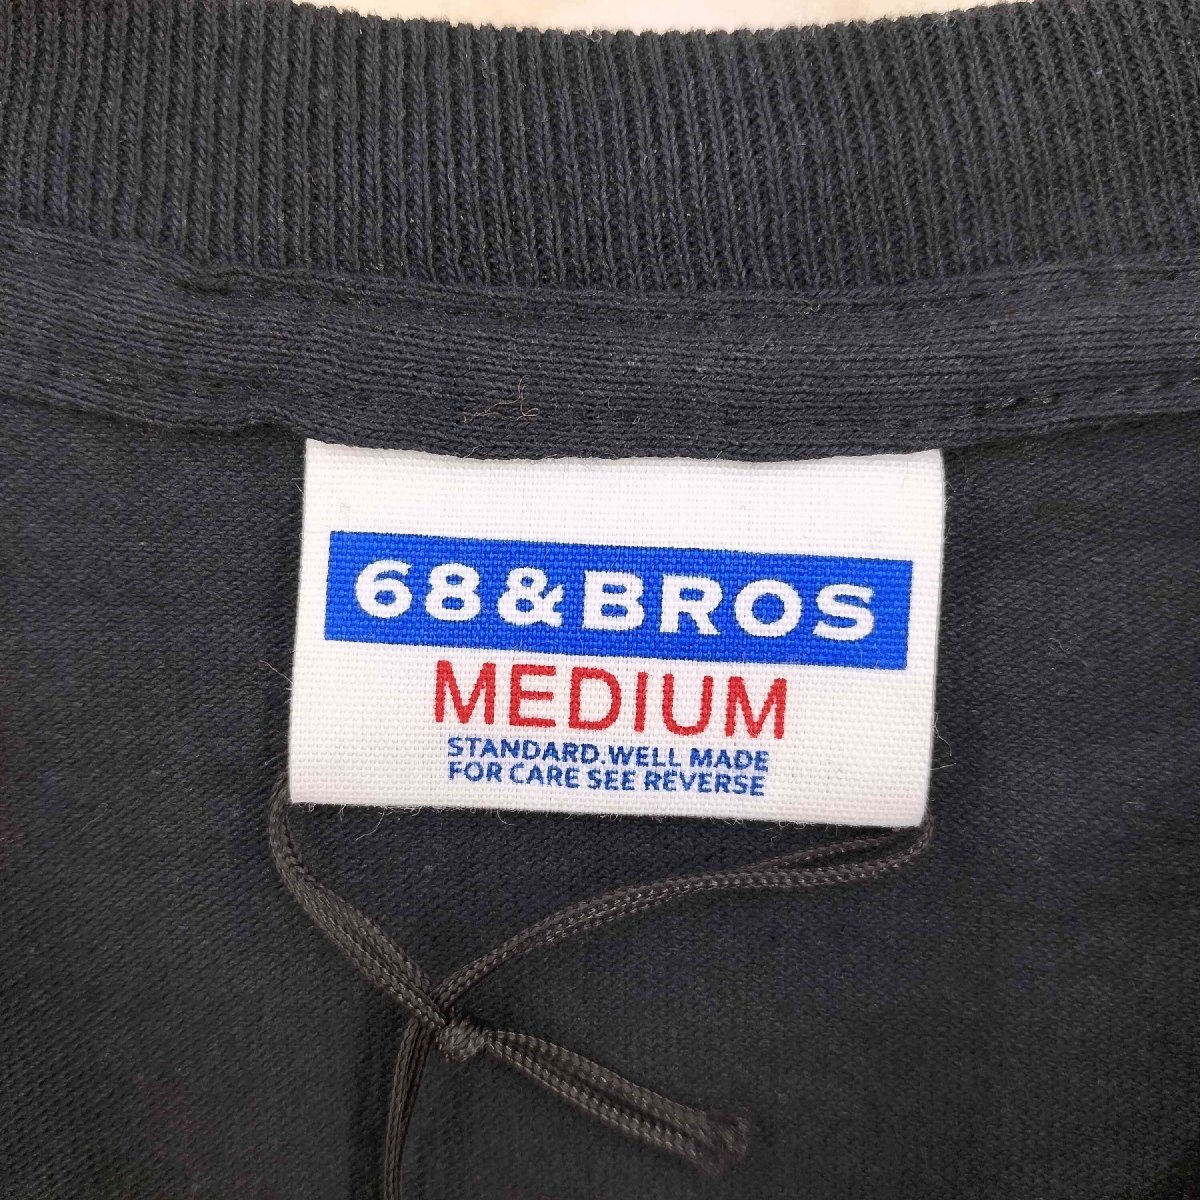 68&BROS
MEDIUM
STANDARD.WELL MADE
FOR CARE SEE REVERSE